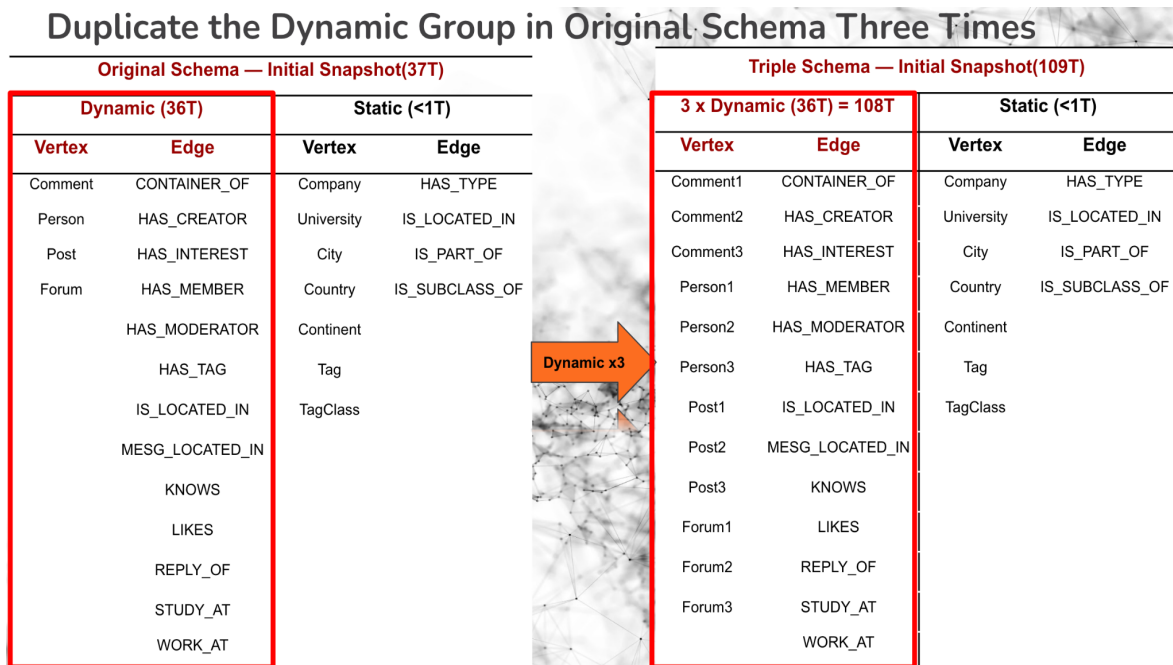 Duplicate the Dynamic Group in Original Schema Three Times
Original Schema — Initial Snapshot(37T)
Dynamic (36T) Static (<1T)
Vertex Edge Vertex Edge
Comment CONTAINER_OF Company HAS_TYPE
Person HAS_CREATOR University IS_LOCATED_IN
Post HAS_INTEREST City IS_PART_OF
Forum HAS_MEMBER Country IS_SUBCLASS_OF
HAS_MODERATOR Continent
HAS_TAG Tag
IS_LOCATED_IN TagClass
MESG_LOCATED_IN
KNOWS
LIKES
REPLY_OF
STUDY_AT
WORK_AT
Dynamic x3
Triple Schema — Initial Snapshot(109T)
3 x Dynamic (36T) = 108T Static (<1T)
Vertex Edge Vertex Edge
Comment1 CONTAINER_OF Company HAS_TYPE
Comment2 HAS_CREATOR University IS_LOCATED_IN
Comment3 HAS_INTEREST City IS_PART_OF
Person1 HAS_MEMBER Country IS_SUBCLASS_OF
Person2 HAS_MODERATOR Continent
Person3 HAS_TAG Tag
Post1 IS_LOCATED_IN TagClass
Post2 MESG_LOCATED_IN
Post3 KNOWS
Forum1 LIKES
Forum2 REPLY_OF
Forum3 STUDY_AT
WORK_AT